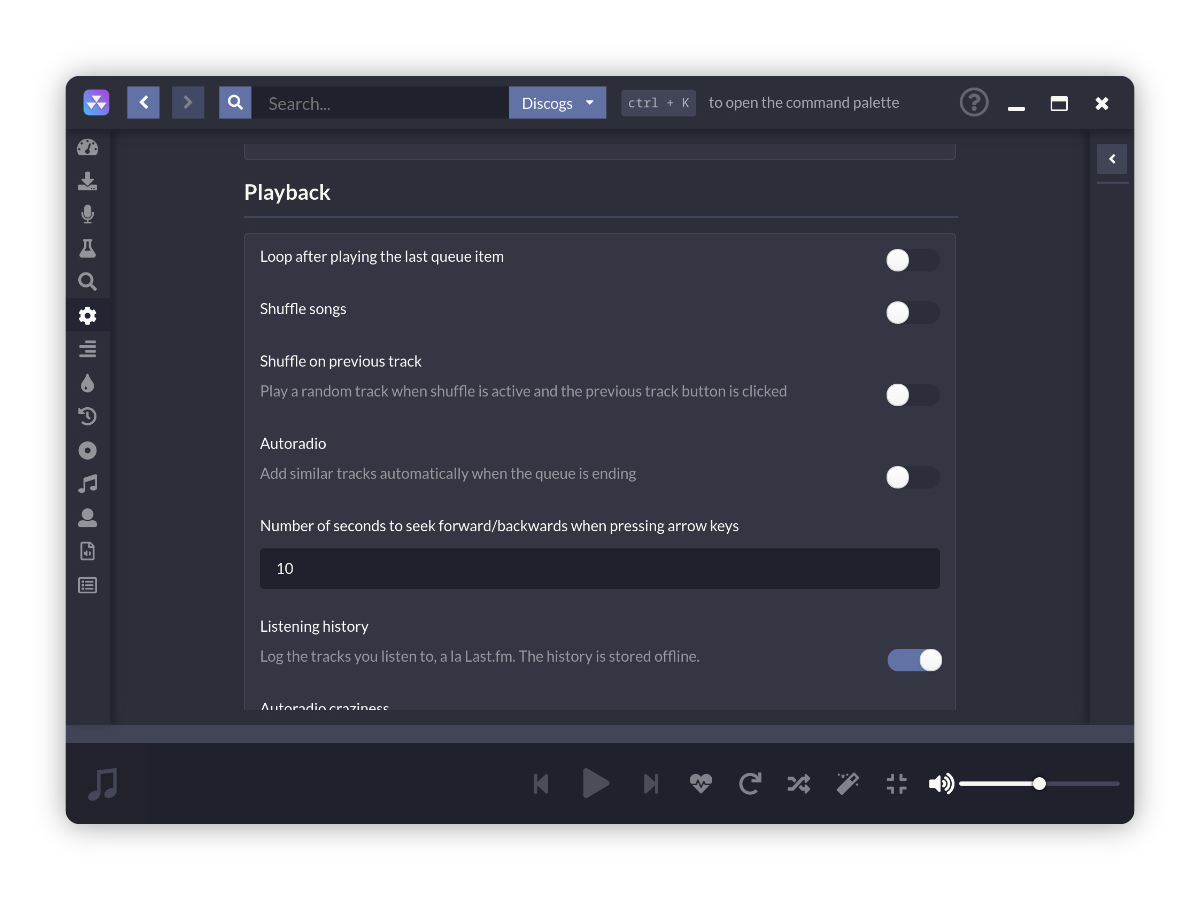 Search...
Discogs
ctrl + K
to open the command palette
Playback
Loop after playing the last queue item
Shuffle songs
Shuffle on previous track
Play a random track when shuffle is active and the previous track button is clicked
Autoradio
Add similar tracks automatically when the queue is ending
Number of seconds to seek forward/backwards when pressing arrow keys
10
Listening history
Log the tracks you listen to, a la Last.fm. The history is stored offline.
Autoradio craziness